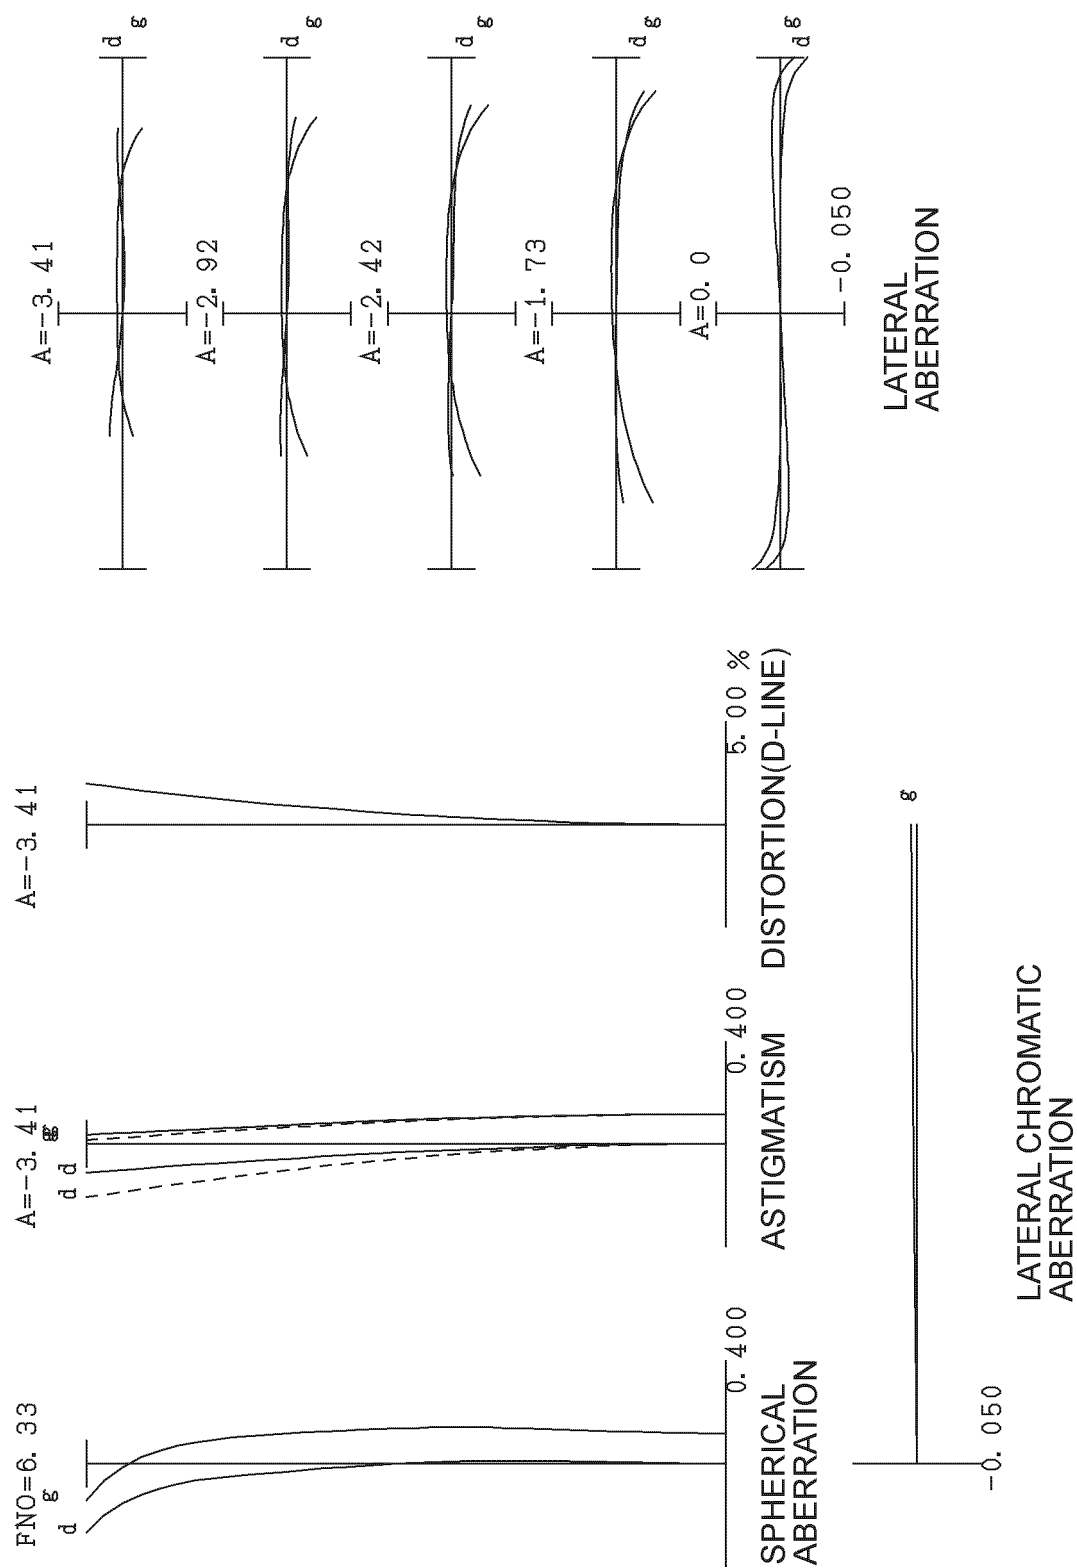 FNO=6. 33
g
d
0. 400
SPHERICAL
ABERRATION
A=-3. 41
g
g
d
d
0. 400
ASTIGMATISM
A=-3. 41
5. 00 %
DISTORTION(D-LINE)
g
-0. 050
LATERAL CHROMATIC
ABERRATION
A=-3. 41
d
g
A=-2. 92
d
g
A=-2. 42
d
g
A=-1. 73
d
g
A=0. 0
d
g
-0. 050
LATERAL
ABERRATION